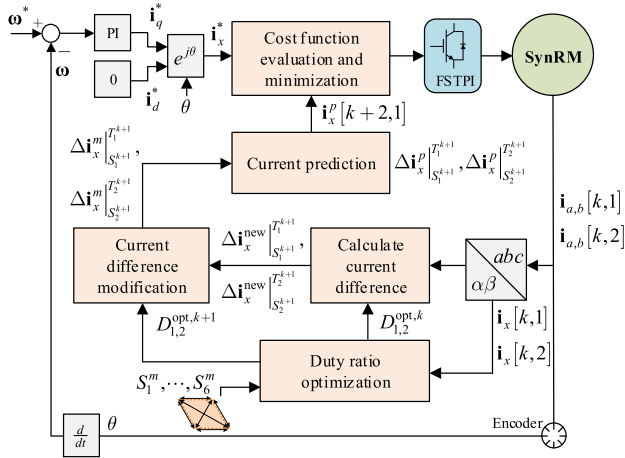 ω*
+
−
ω
PI
0
i_q^*
i_d^*
e^{jθ}
θ
i_x^*
Cost function
evaluation and
minimization
FSTPI
SynRM
i_x^p[k+2,1]
Current prediction
Δi_x^m|_{S_1^{k+1}}^{T_1^{k+1}},
Δi_x^m|_{S_2^{k+1}}^{T_2^{k+1}}
Δi_x^p|_{S_1^{k+1}}^{T_1^{k+1}}, Δi_x^p|_{S_2^{k+1}}^{T_2^{k+1}}
i_{a,b}[k,1]
i_{a,b}[k,2]
Current
difference
modification
Δi_x^{new}|_{S_1^{k+1}}^{T_1^{k+1}},
Δi_x^{new}|_{S_2^{k+1}}^{T_2^{k+1}}
Calculate
current
difference
abc
αβ
i_x[k,1]
i_x[k,2]
D_{1,2}^{opt,k+1}
D_{1,2}^{opt,k}
Duty ratio
optimization
S_1^m,⋯,S_6^m
d/dt
θ
Encoder